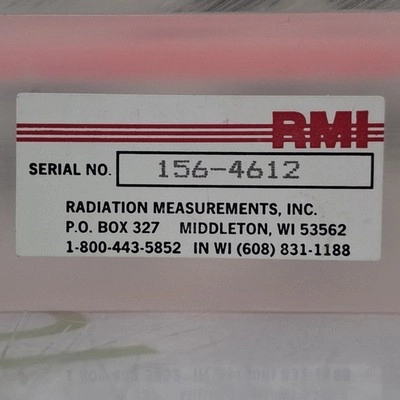 RMI
SERIAL NO. 156-4612
RADIATION MEASUREMENTS, INC.
P.O. BOX 327 MIDDLETON, WI 53562
1-800-443-5852 IN WI (608) 831-1188